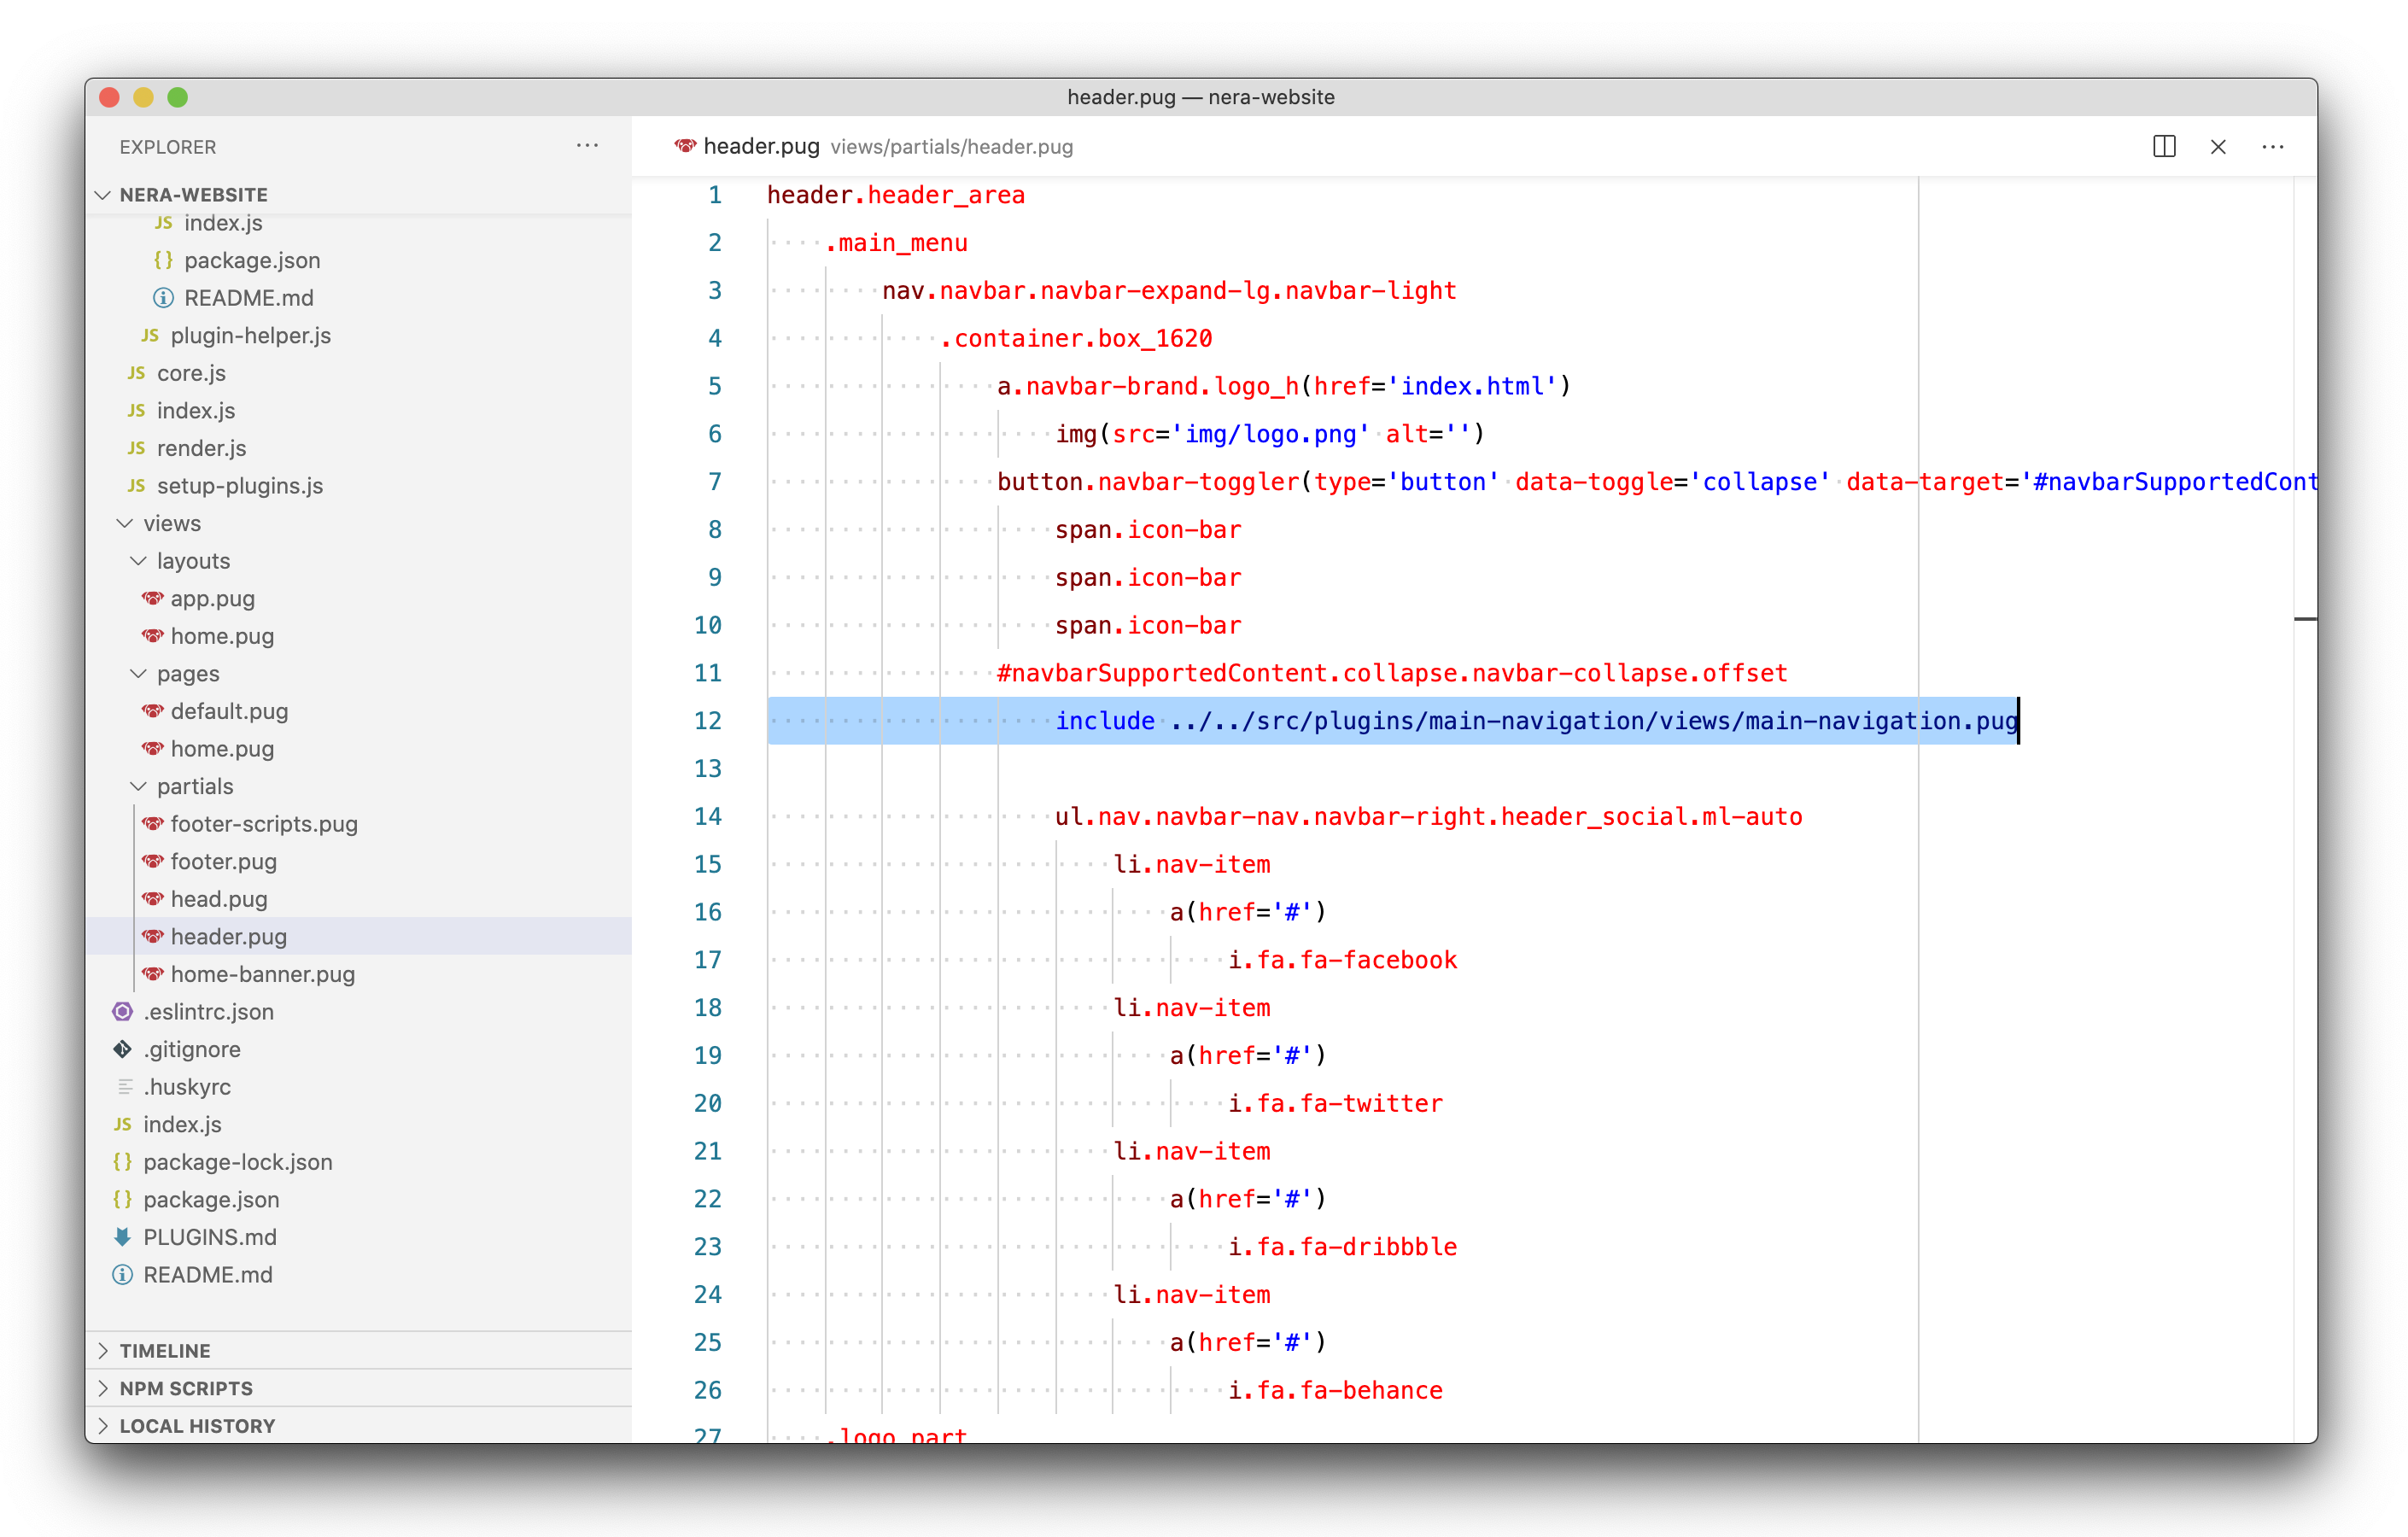 header.pug — nera-website
EXPLORER
NERA-WEBSITE
JS index.js
{} package.json
README.md
JS plugin-helper.js
JS core.js
JS index.js
JS render.js
JS setup-plugins.js
views
layouts
app.pug
home.pug
pages
default.pug
home.pug
partials
footer-scripts.pug
footer.pug
head.pug
header.pug
home-banner.pug
.eslintrc.json
.gitignore
.huskyrc
JS index.js
{} package-lock.json
{} package.json
PLUGINS.md
README.md
TIMELINE
NPM SCRIPTS
LOCAL HISTORY
header.pug views/partials/header.pug
1 header.header_area
2 .main_menu
3 nav.navbar.navbar-expand-lg.navbar-light
4 .container.box_1620
5 a.navbar-brand.logo_h(href='index.html')
6 img(src='img/logo.png' alt='')
7 button.navbar-toggler(type='button' data-toggle='collapse' data-target='#navbarSupportedCont
8 span.icon-bar
9 span.icon-bar
10 span.icon-bar
11 #navbarSupportedContent.collapse.navbar-collapse.offset
12 include ../../src/plugins/main-navigation/views/main-navigation.pug
13
14 ul.nav.navbar-nav.navbar-right.header_social.ml-auto
15 li.nav-item
16 a(href='#')
17 i.fa.fa-facebook
18 li.nav-item
19 a(href='#')
20 i.fa.fa-twitter
21 li.nav-item
22 a(href='#')
23 i.fa.fa-dribbble
24 li.nav-item
25 a(href='#')
26 i.fa.fa-behance
27 .logo_part